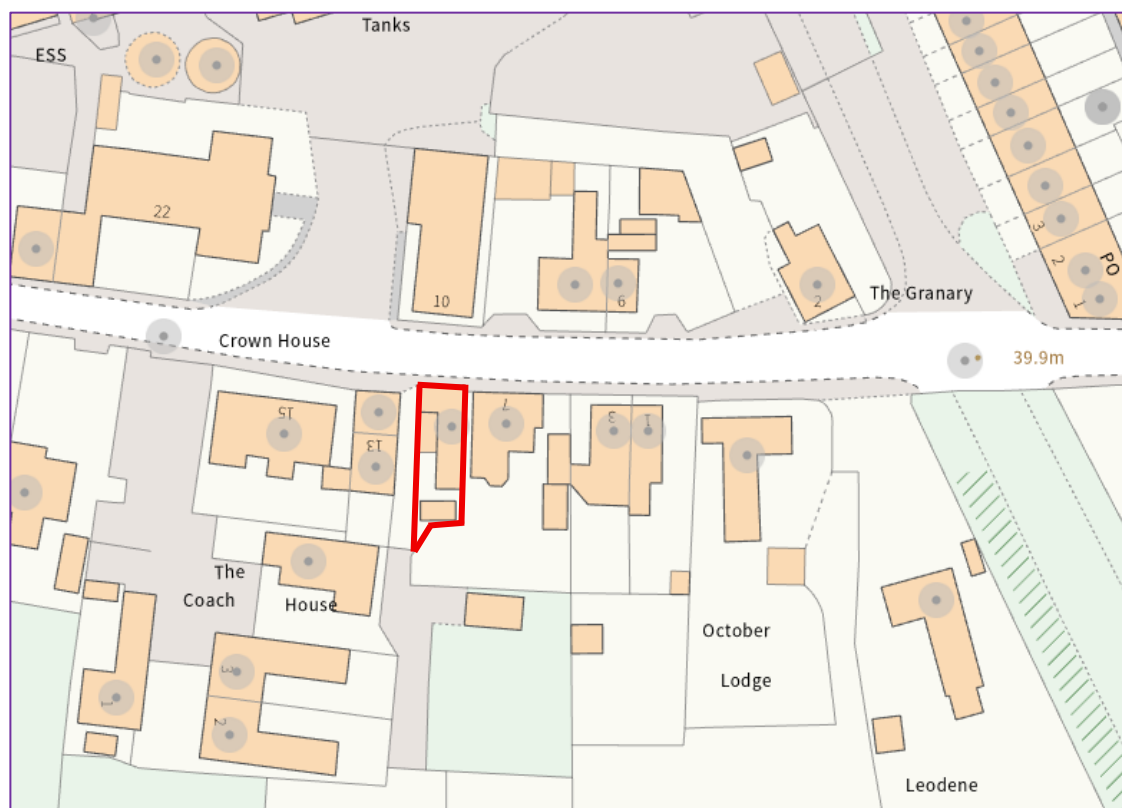 Tanks
ESS
22
3
2
PO
1
10
6
2
The Granary
Crown House
39.9m
15
13
7
3
1
The
Coach
House
October
Lodge
3
2
1
Leodene